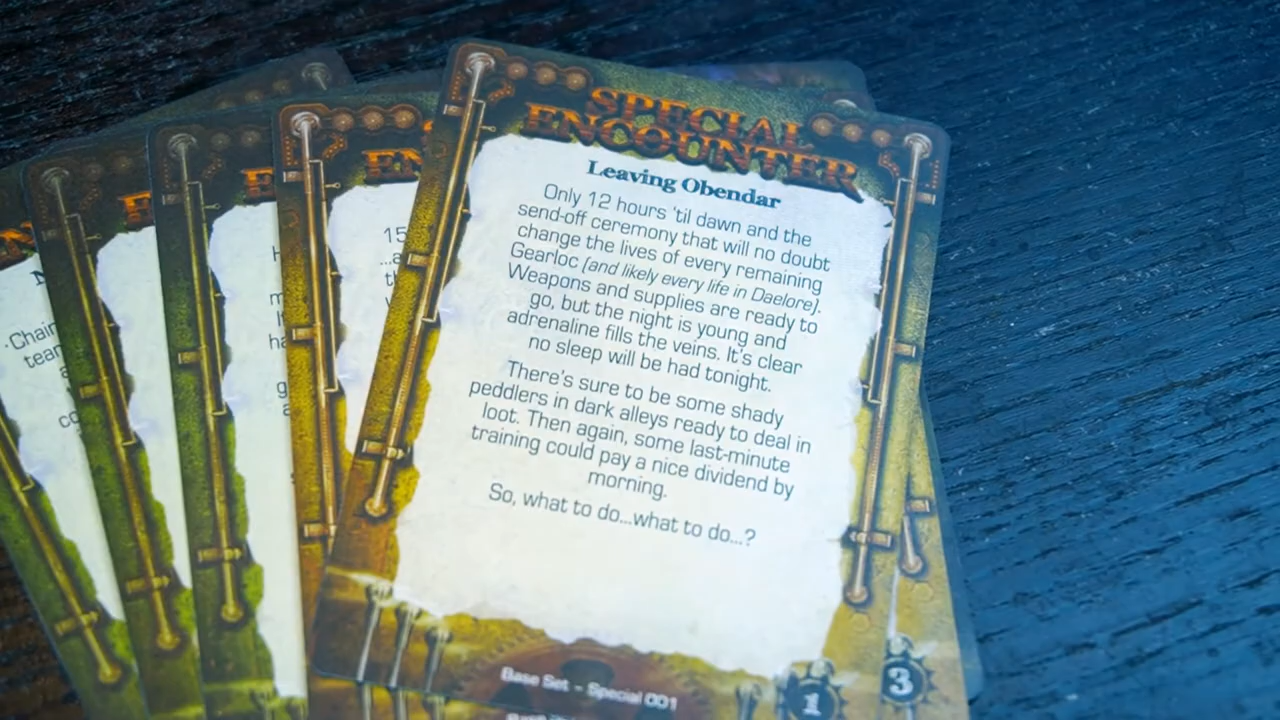 SPECIAL
ENCOUNTER
Leaving Obendar
Only 12 hours 'til dawn and the
send-off ceremony that will no doubt
change the lives of every remaining
Gearloc (and likely every life in Daelore).
Weapons and supplies are ready to
go, but the night is young and
adrenaline fills the veins. It's clear
no sleep will be had tonight.
There's sure to be some shady
peddlers in dark alleys ready to deal in
loot. Then again, some last-minute
training could pay a nice dividend by
morning.
So, what to do...what to do...?
Base Set - Special 001
1
3
15
...a
E
EN
·Chain
team